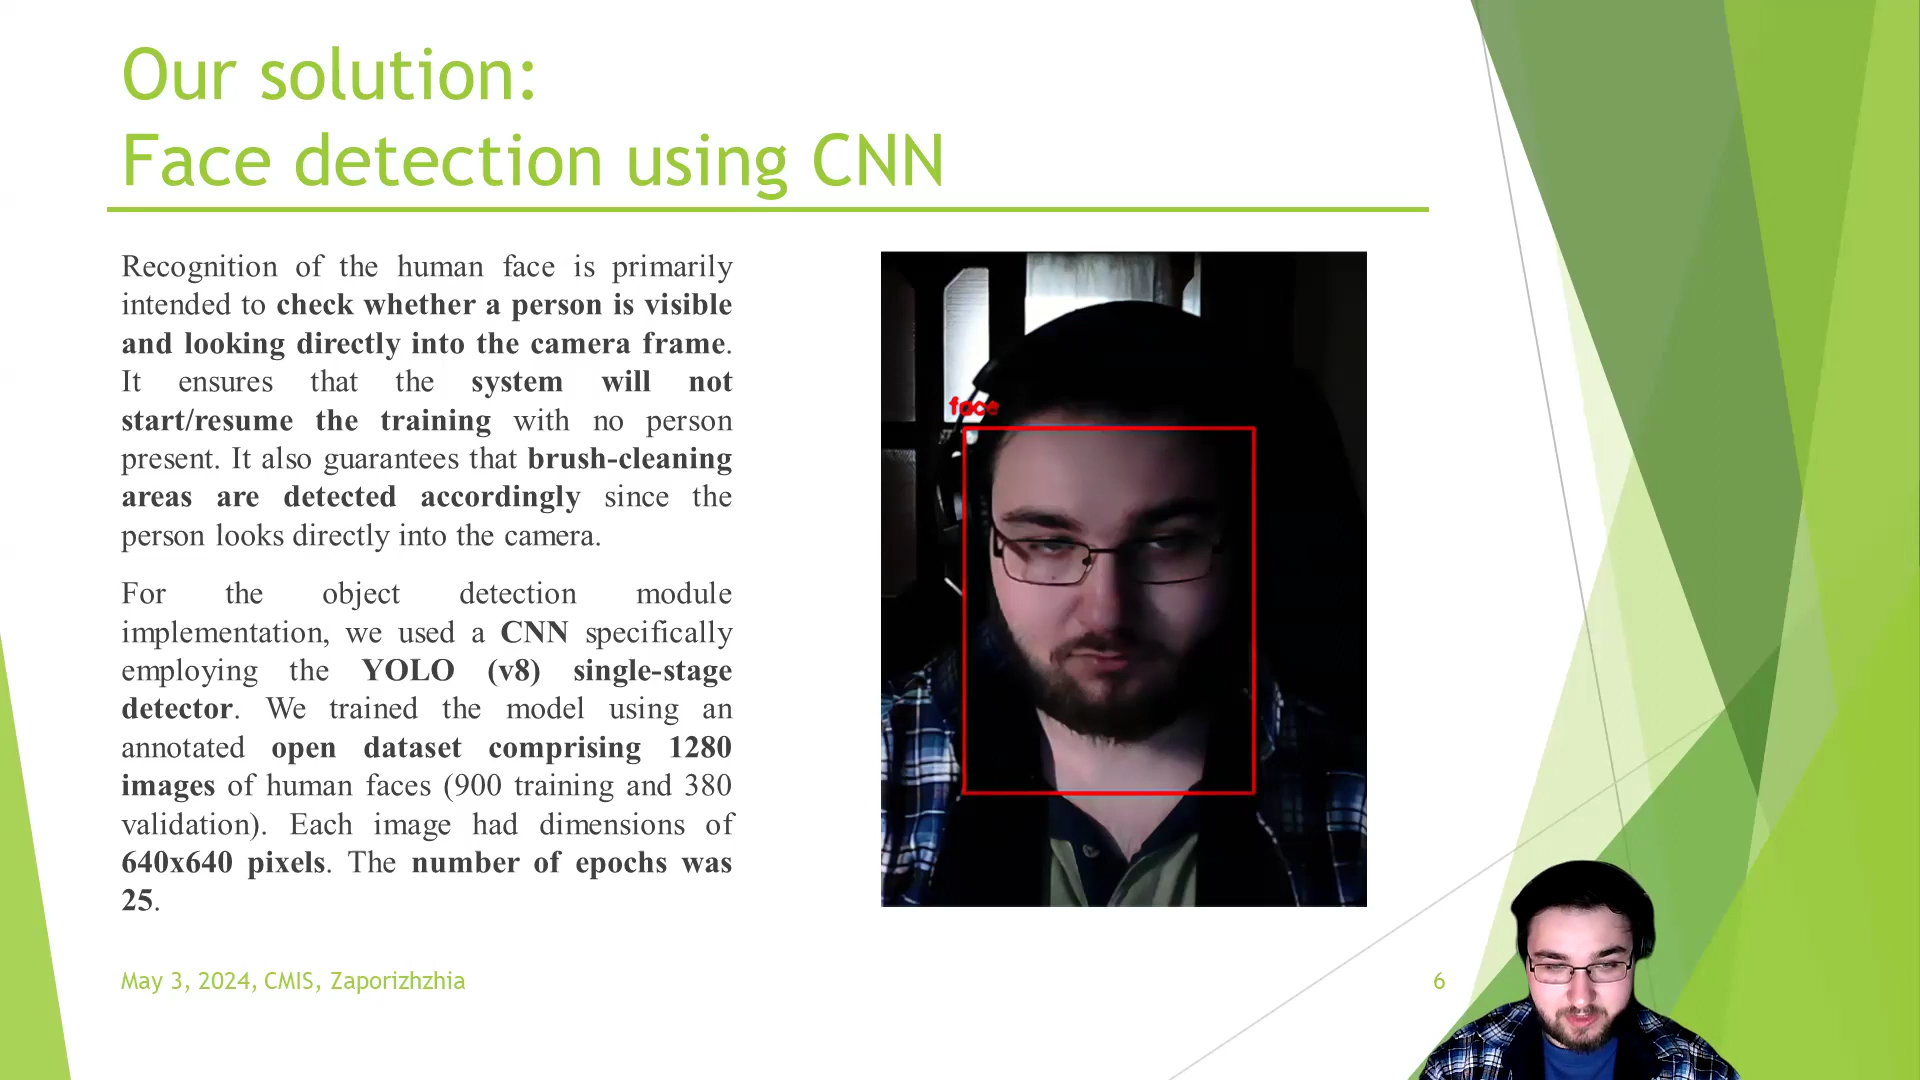 Our solution:
Face detection using CNN
Recognition of the human face is primarily
intended to check whether a person is visible
and looking directly into the camera frame.
It ensures that the system will not
start/resume the training with no person
present. It also guarantees that brush-cleaning
areas are detected accordingly since the
person looks directly into the camera.
For the object detection module
implementation, we used a CNN specifically
employing the YOLO (v8) single-stage
detector. We trained the model using an
annotated open dataset comprising 1280
images of human faces (900 training and 380
validation). Each image had dimensions of
640x640 pixels. The number of epochs was
25.
face
May 3, 2024, CMIS, Zaporizhzhia
6